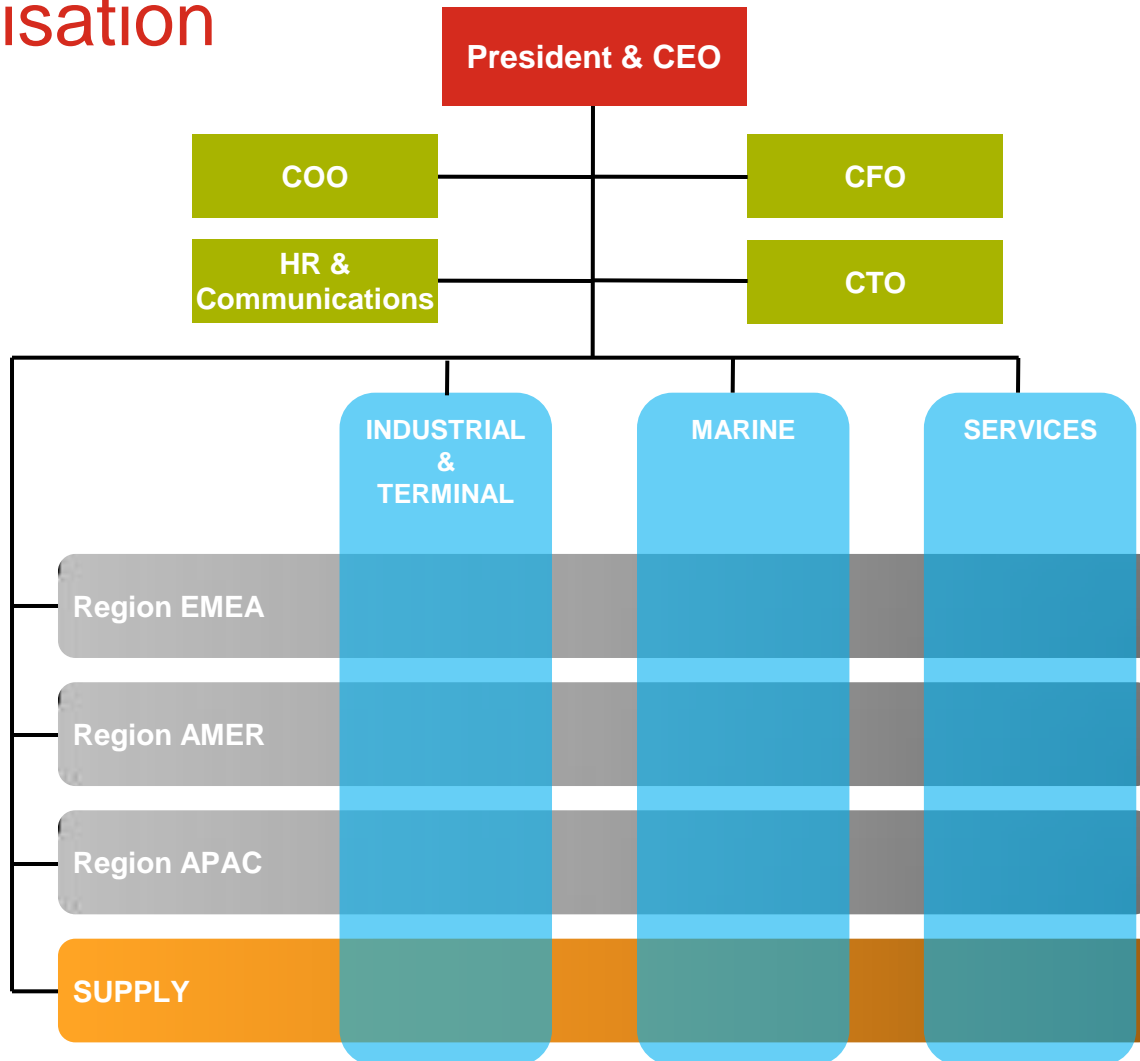 isation
President & CEO
COO
CFO
HR &
Communications
CTO
INDUSTRIAL
&
TERMINAL
MARINE
SERVICES
Region EMEA
Region AMER
Region APAC
SUPPLY